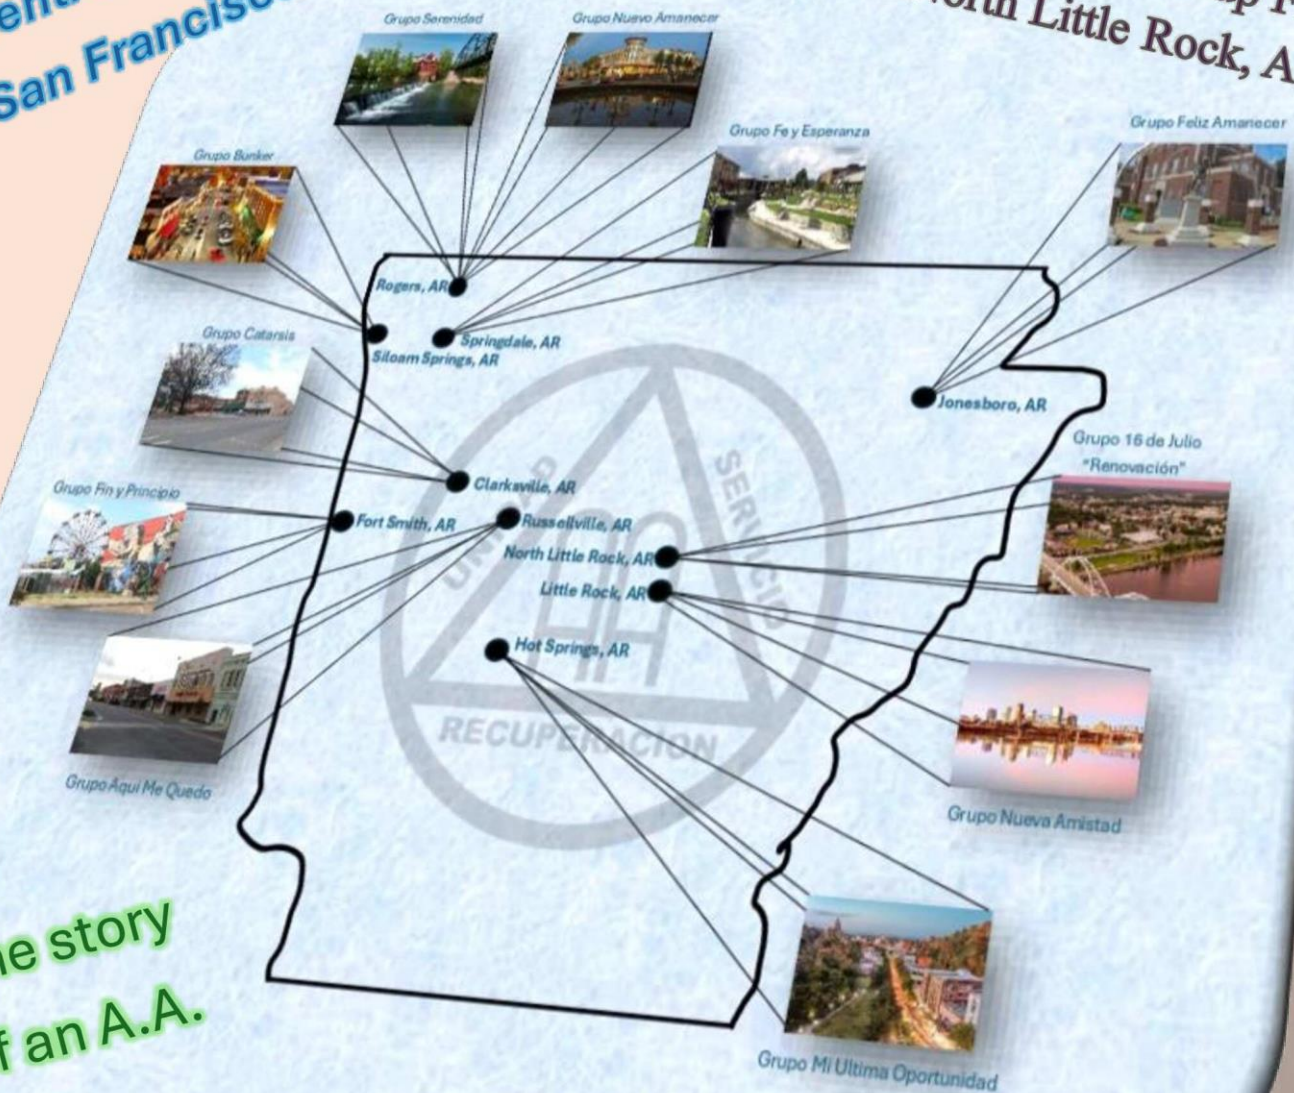 San Francisco
North Little Rock, A
Grupo Serenidad
Grupo Nuevo Amanecer
Grupo Fe y Esperanza
Grupo Feliz Amanecer
Grupo Bunker
Rogers, AR
Springdale, AR
Siloam Springs, AR
Grupo Catarsis
Jonesboro, AR
Grupo 16 de Julio
"Renovación"
Clarksville, AR
Grupo Fin y Principio
Fort Smith, AR
Russellville, AR
North Little Rock, AR
Little Rock, AR
Hot Springs, AR
SERVICIO
RECUPERACION
Grupo Aqui Me Quedo
Grupo Nueva Amistad
Grupo Mi Ultima Oportunidad
story
an A.A.